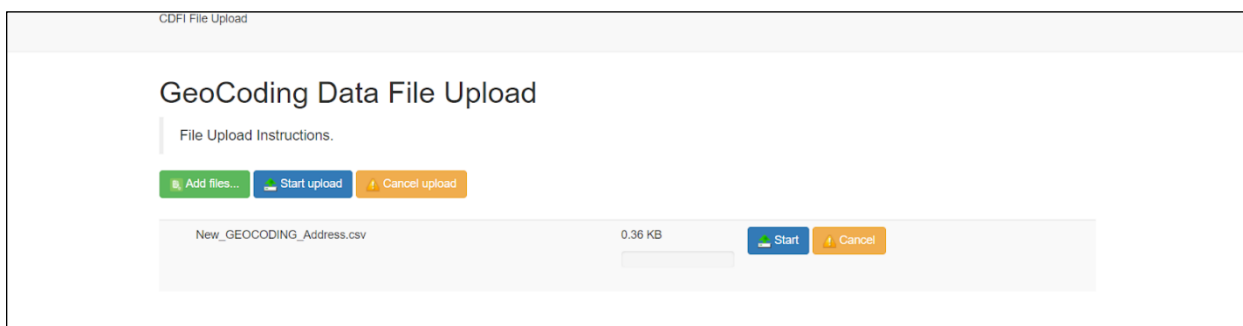 CDFI File Upload
GeoCoding Data File Upload
File Upload Instructions.
Add files... Start upload Cancel upload
New_GEOCODING_Address.csv 0.36 KB Start Cancel